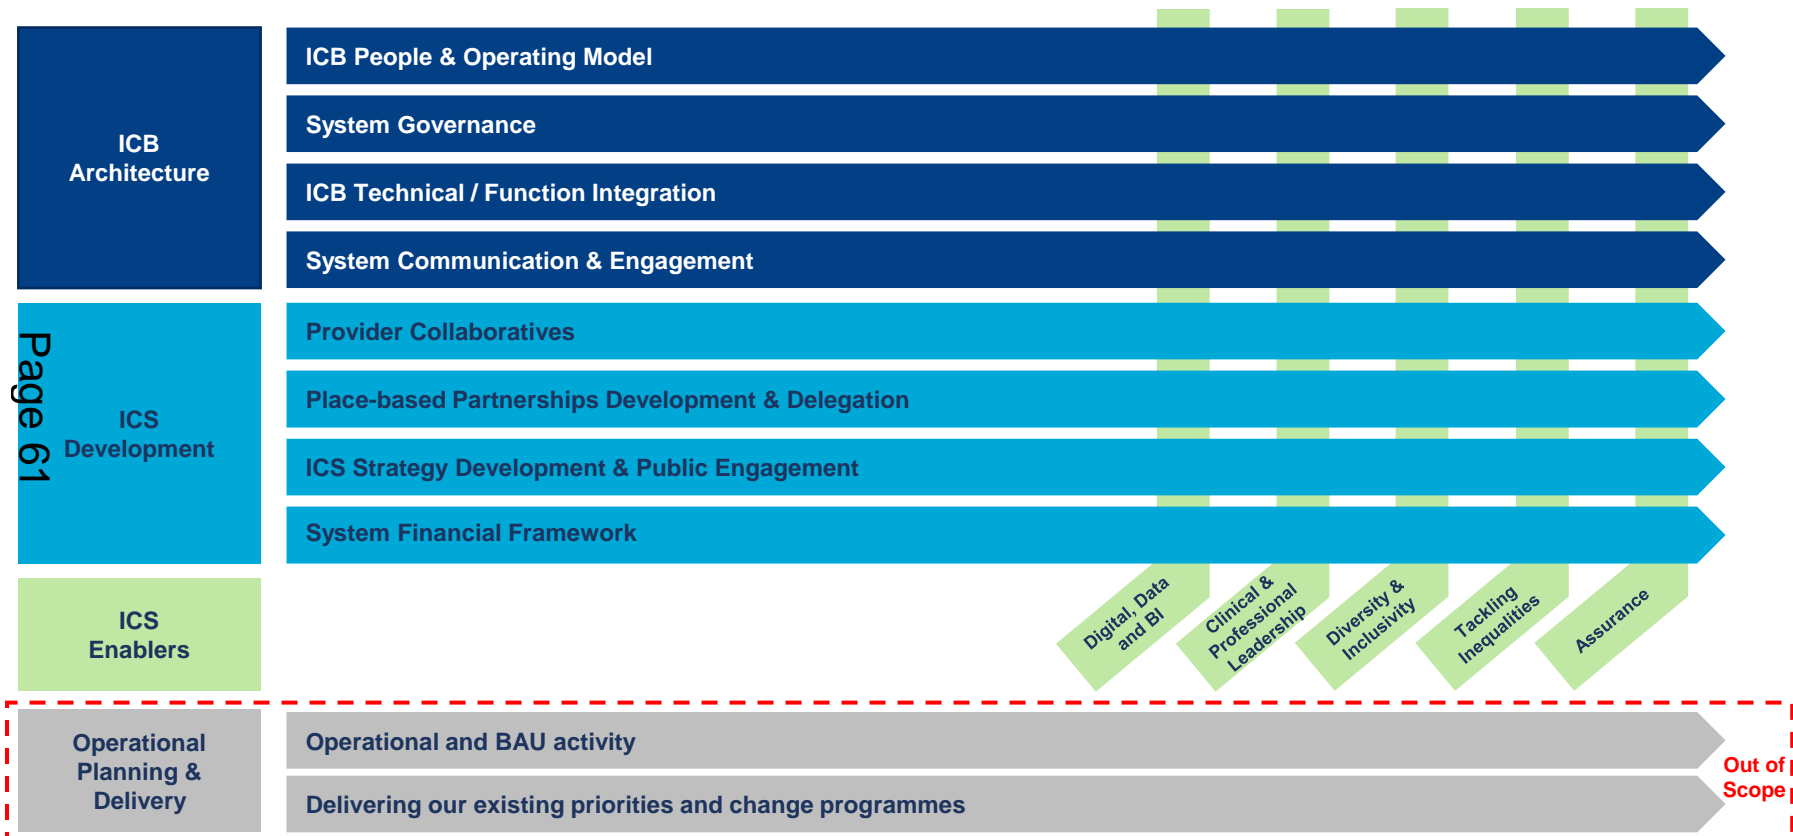 ICB
Architecture
ICB People & Operating Model
System Governance
ICB Technical / Function Integration
System Communication & Engagement
Page 61
ICS
Development
Provider Collaboratives
Place-based Partnerships Development & Delegation
ICS Strategy Development & Public Engagement
System Financial Framework
ICS
Enablers
Digital, Data
and BI
Clinical &
Professional
Leadership
Diversity &
Inclusivity
Tackling
Inequalities
Assurance
Operational
Planning &
Delivery
Operational and BAU activity
Delivering our existing priorities and change programmes
Out of
Scope